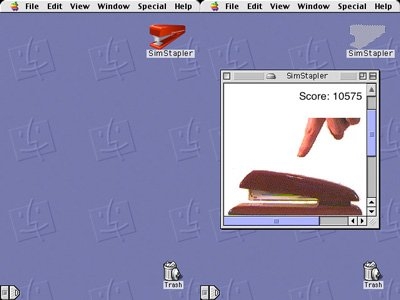 File Edit View Window Special Help
SimStapler
Trash
File Edit View Window Special Help
SimStapler
SimStapler
Score: 10575
Trash